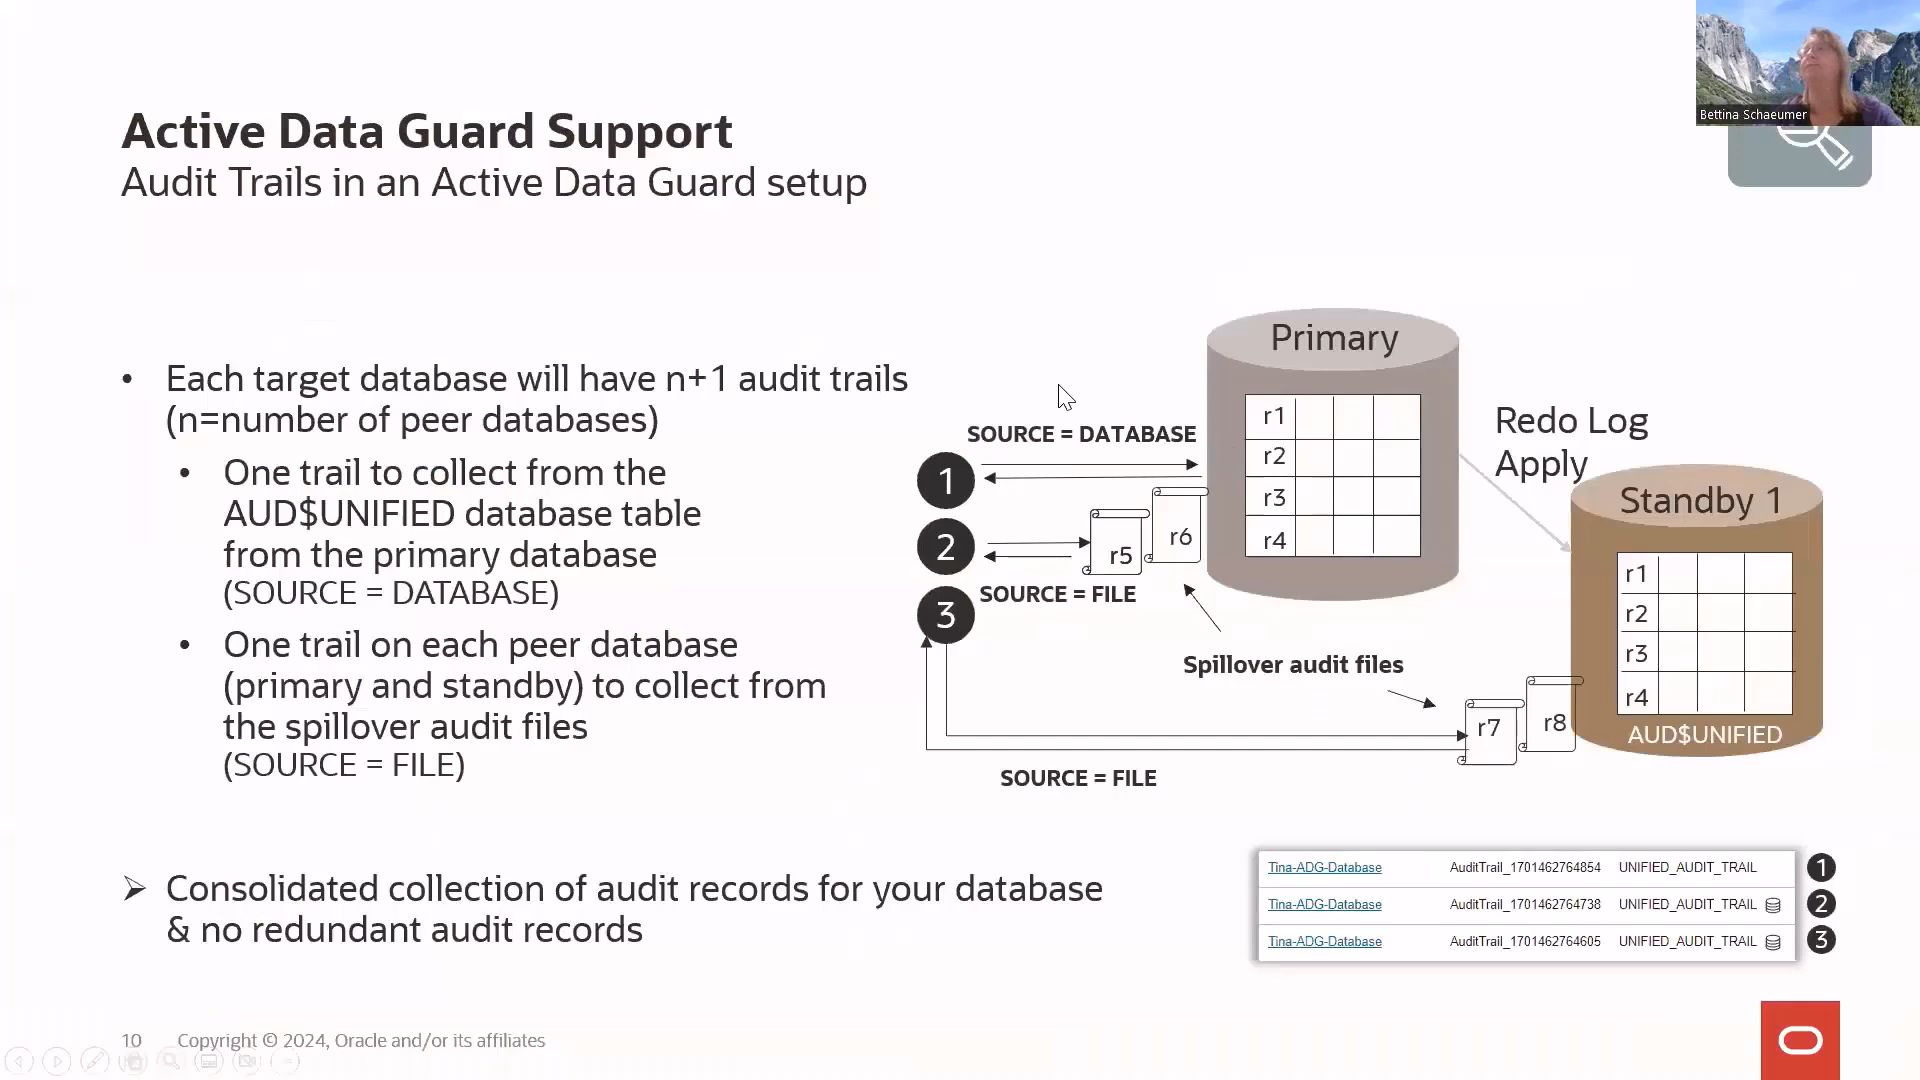 Bettina Schaeumer
Active Data Guard Support
Audit Trails in an Active Data Guard setup
• Each target database will have n+1 audit trails
(n=number of peer databases)
• One trail to collect from the
AUD$UNIFIED database table
from the primary database
(SOURCE = DATABASE)
• One trail on each peer database
(primary and standby) to collect from
the spillover audit files
(SOURCE = FILE)
➢ Consolidated collection of audit records for your database
& no redundant audit records
Primary
r1
r2
r3
r4
SOURCE = DATABASE
1
2
3
r5
r6
SOURCE = FILE
Spillover audit files
Redo Log
Apply
Standby 1
r1
r2
r3
r4
AUD$UNIFIED
r7
r8
SOURCE = FILE
Tina-ADG-Database AuditTrail_1701462764854 UNIFIED_AUDIT_TRAIL 1
Tina-ADG-Database AuditTrail_1701462764738 UNIFIED_AUDIT_TRAIL 2
Tina-ADG-Database AuditTrail_1701462764605 UNIFIED_AUDIT_TRAIL 3
10 Copyright © 2024, Oracle and/or its affiliates